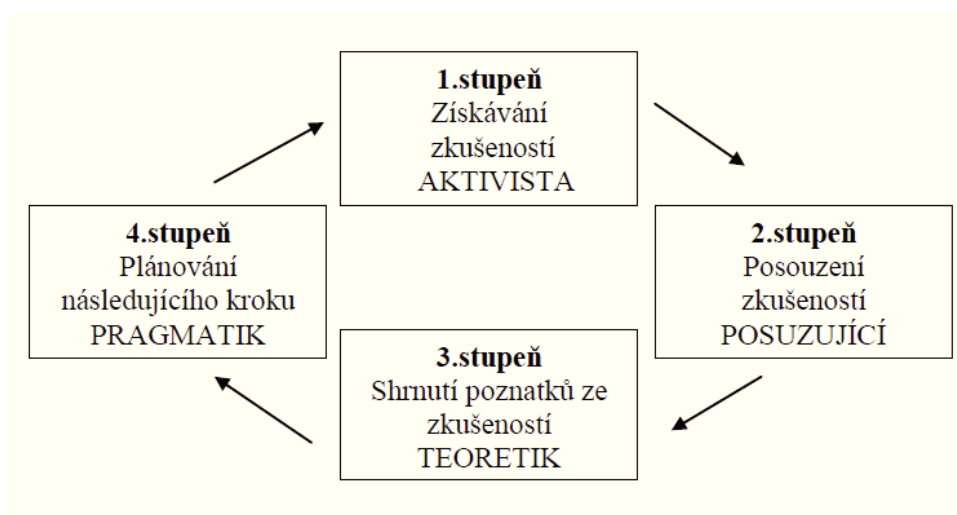 1.stupeň
Získávání
zkušeností
AKTIVISTA
2.stupeň
Posouzení
zkušeností
POSUZUJÍCÍ
3.stupeň
Shrnutí poznatků ze
zkušeností
TEORETIK
4.stupeň
Plánování
následujícího kroku
PRAGMATIK